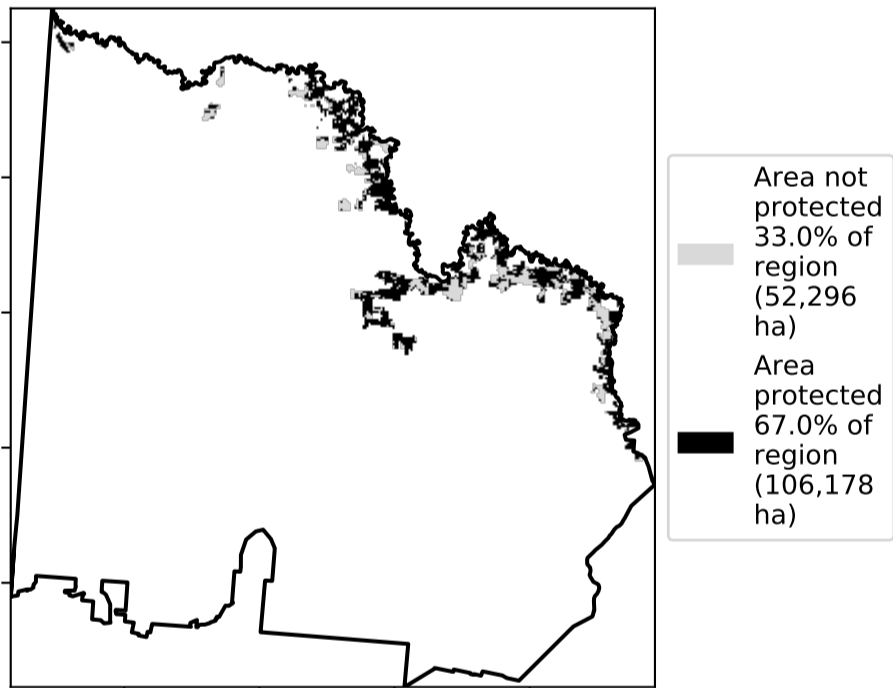 Area not
protected
33.0% of
region
(52,296
ha)
Area
protected
67.0% of
region
(106,178
ha)